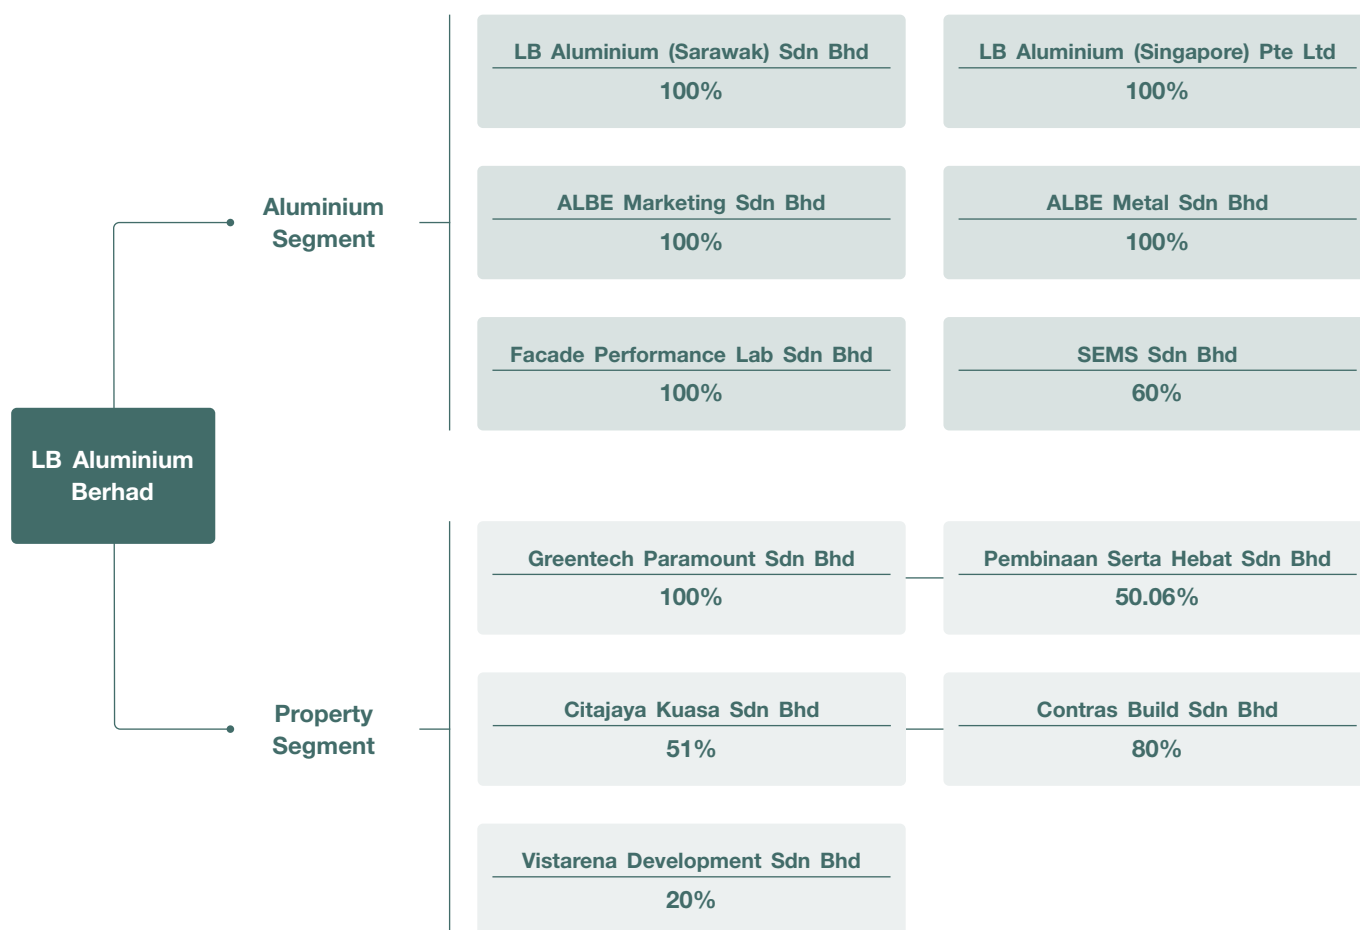 LB Aluminium
Berhad
Aluminium
Segment
LB Aluminium (Sarawak) Sdn Bhd
100%
LB Aluminium (Singapore) Pte Ltd
100%
ALBE Marketing Sdn Bhd
100%
ALBE Metal Sdn Bhd
100%
Facade Performance Lab Sdn Bhd
100%
SEMS Sdn Bhd
60%
Property
Segment
Greentech Paramount Sdn Bhd
100%
Pembinaan Serta Hebat Sdn Bhd
50.06%
Citajaya Kuasa Sdn Bhd
51%
Contras Build Sdn Bhd
80%
Vistarena Development Sdn Bhd
20%